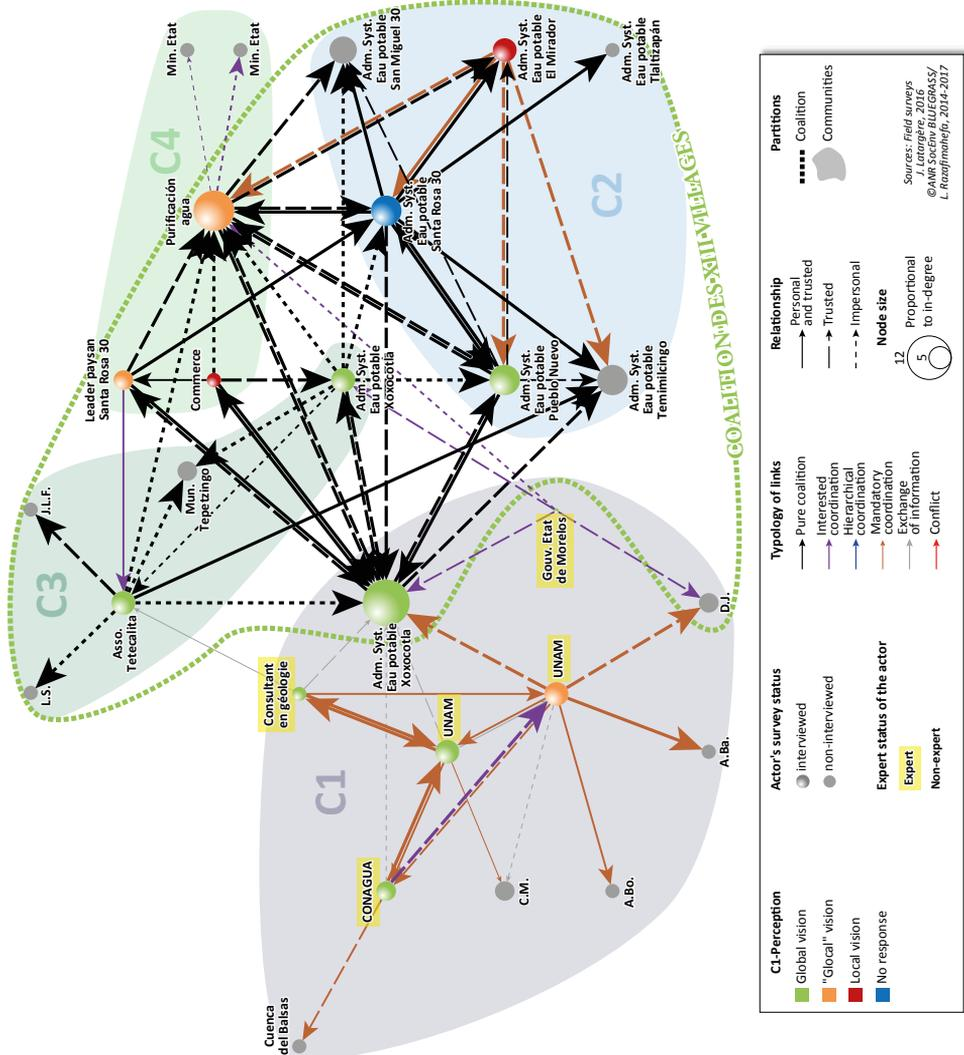 C4
Min. Etat
Min. Etat
Purificación
agua
Adm. Syst.
Eau potable
San Miguel 30
Adm. Syst.
Eau potable
El Mirador
Adm. Syst.
Eau potable
Tlaltizapán
C2
Adm. Syst.
Eau potable
Santa Rosa 30
Leader paysan
Santa Rosa 30
Commerce
Adm. Syst.
Eau potable
Xoxocotla
Adm. Syst.
Eau potable
Pueblo Nuevo
Adm. Syst.
Eau potable
Temimilcingo
COALITION DES XIII VILLAGES
C3
J.L.F.
Mun.
Tepetzingo
L.S.
Asso.
Tetecalita
Adm. Syst.
Eau potable
Xoxocotla
Gouv. Etat
de Morelos
D.J.
C1
Consultant
en géologie
UNAM
UNAM
CONAGUA
C.M.
A.Bo.
A.Ba.
Cuenca
del Balsas
C1-Perception
Global vision
"Glocal" vision
Local vision
No response
Actor's survey status
interviewed
non-interviewed
Expert status of the actor
Expert
Non-expert
Typology of links
Pure coalition
Interested
coordination
Hierarchical
coordination
Mandatory
coordination
Exchange
of information
Conflict
Relationship
Personal
and trusted
Trusted
Impersonal
Node size
12
5
Proportional
to in-degree
Partitions
Coalition
Communities
Sources: Field surveys
J. Latargère, 2016
©ANR SocEnv BLUEGRASS/
L. Razafimahefa, 2014-2017